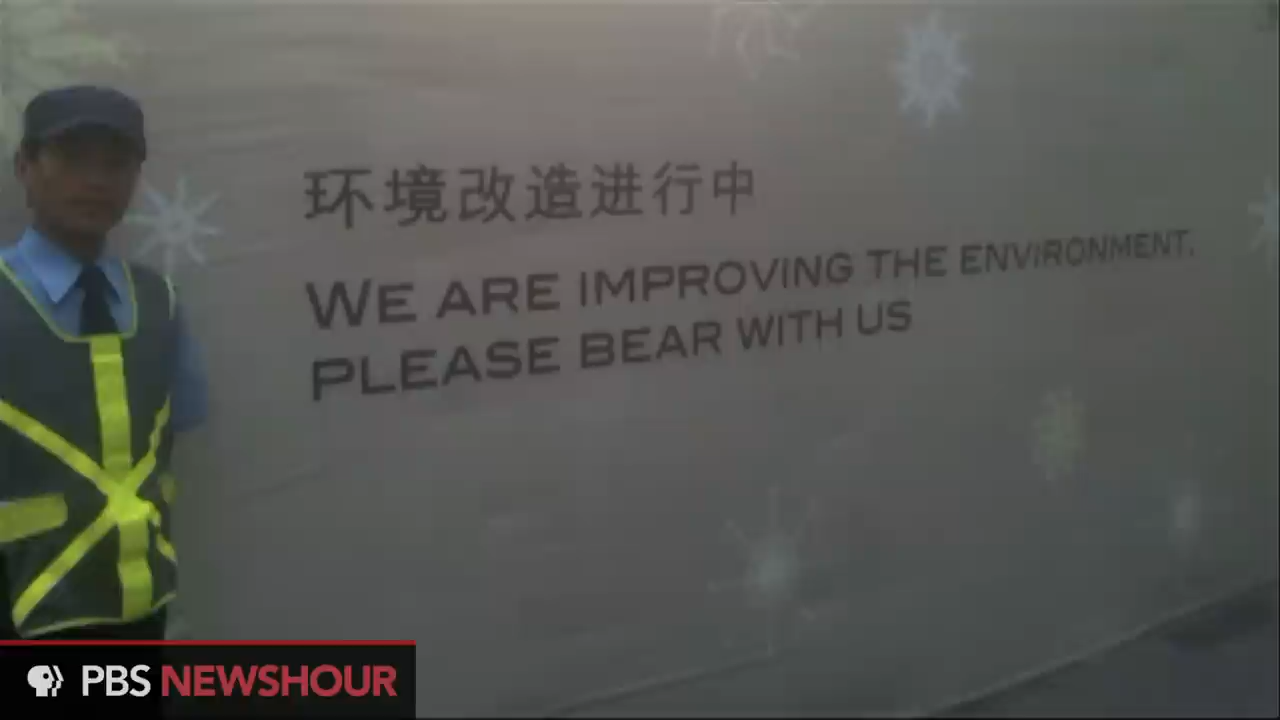 环境改造进行中
WE ARE IMPROVING THE ENVIRONMENT.
PLEASE BEAR WITH US
PBS NEWSHOUR